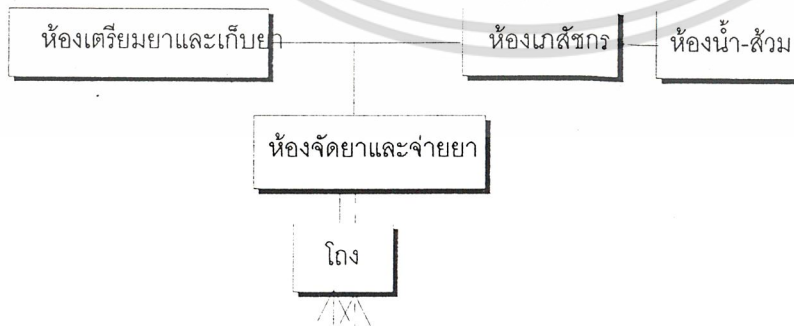 ห้องเตรียมยาและเก็บยา
ห้องเภสัชกร
ห้องน้ำ-ส้วม
ห้องจัดยาและจ่ายยา
โถง